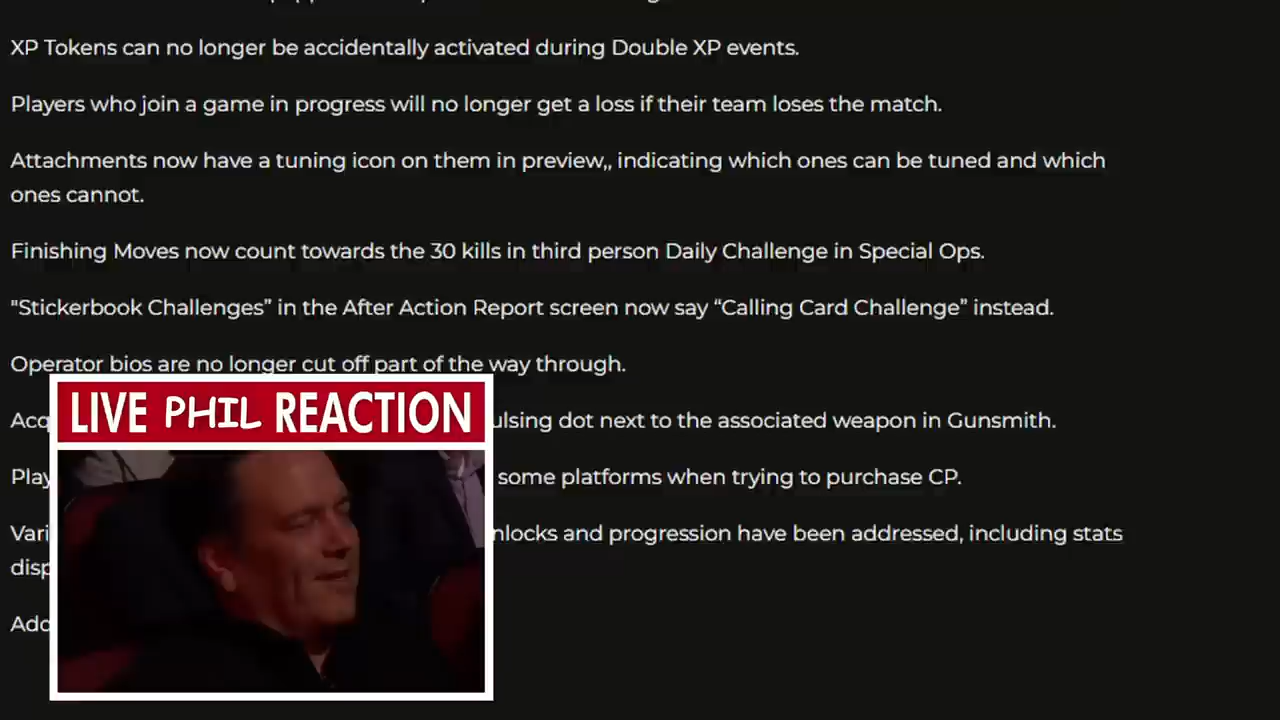 XP Tokens can no longer be accidentally activated during Double XP events.
Players who join a game in progress will no longer get a loss if their team loses the match.
Attachments now have a tuning icon on them in preview,, indicating which ones can be tuned and which
ones cannot.
Finishing Moves now count towards the 30 kills in third person Daily Challenge in Special Ops.
"Stickerbook Challenges” in the After Action Report screen now say “Calling Card Challenge” instead.
Operator bios are no longer cut off part of the way through.
LIVE PHIL REACTION
dot next to the associated weapon in Gunsmith.
some platforms when trying to purchase CP.
and progression have been addressed, including stats